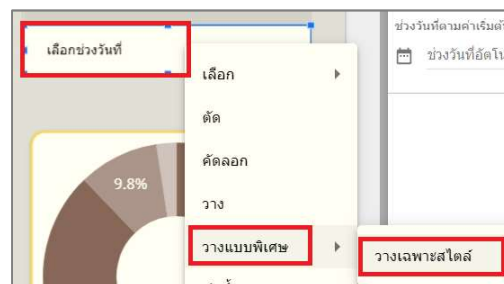 ช่วงวันที่ตามค่าเริ่มต้
เลือกช่วงวันที่
ช่วงวันที่อัตโน
เลือก
ตัด
คัดลอก
9.8%
วาง
วางแบบพิเศษ
วางเฉพาะสไตล์